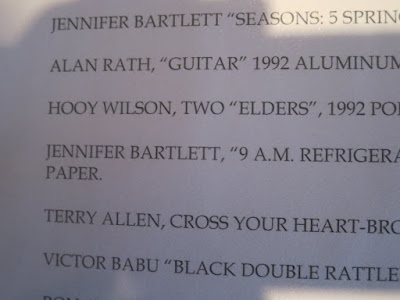 JENNIFER BARTLETT “SEASONS: 5 SPRING
ALAN RATH, “GUITAR” 1992 ALUMINUM
HOOY WILSON, TWO “ELDERS”, 1992
JENNIFER BARTLETT, “9 A.M. REFRIGERA
PAPER.
TERRY ALLEN, CROSS YOUR HEART-BRO
VICTOR BABU “BLACK DOUBLE RATTLE